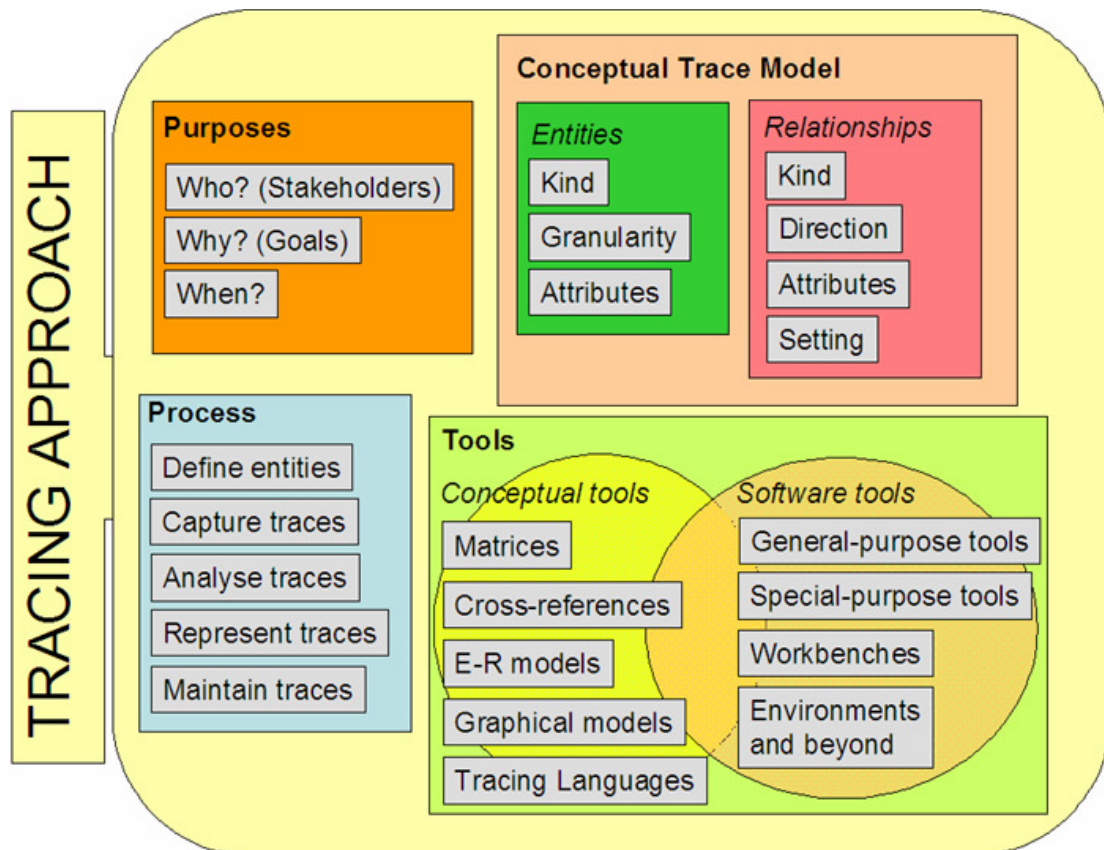 TRACING APPROACH
Purposes
Who? (Stakeholders)
Why? (Goals)
When?
Conceptual Trace Model
Entities
Kind
Granularity
Attributes
Relationships
Kind
Direction
Attributes
Setting
Process
Define entities
Capture traces
Analyse traces
Represent traces
Maintain traces
Tools
Conceptual tools
Matrices
Cross-references
E-R models
Graphical models
Tracing Languages
Software tools
General-purpose tools
Special-purpose tools
Workbenches
Environments
and beyond